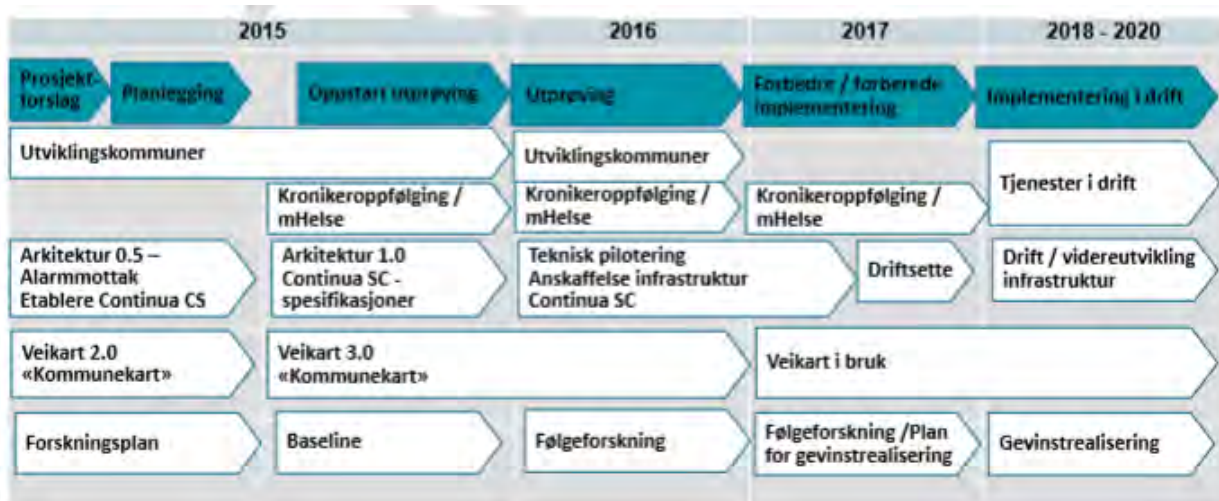 2015
2016
2017
2018 - 2020
Prosjekt-
forslag
Planlegging
Oppstart utprøving
Utprøving
Forbedre / forberede
implementering
Implementering i drift
Utviklingskommuner
Utviklingskommuner
Tjenester i drift
Kronikeroppfølging /
mHelse
Kronikeroppfølging /
mHelse
Kronikeroppfølging /
mHelse
Arkitektur 0.5 –
Alarmmottak
Etablere Continua CS
Arkitektur 1.0
Continua SC -
spesifikasjoner
Teknisk pilotering
Anskaffelse infrastruktur
Continua SC
Driftsette
Drift / videreutvikling
infrastruktur
Veikart 2.0
«Kommunekart»
Veikart 3.0
«Kommunekart»
Veikart i bruk
Forskningsplan
Baseline
Følgeforskning
Følgeforskning /Plan
for gevinstrealisering
Gevinstrealisering